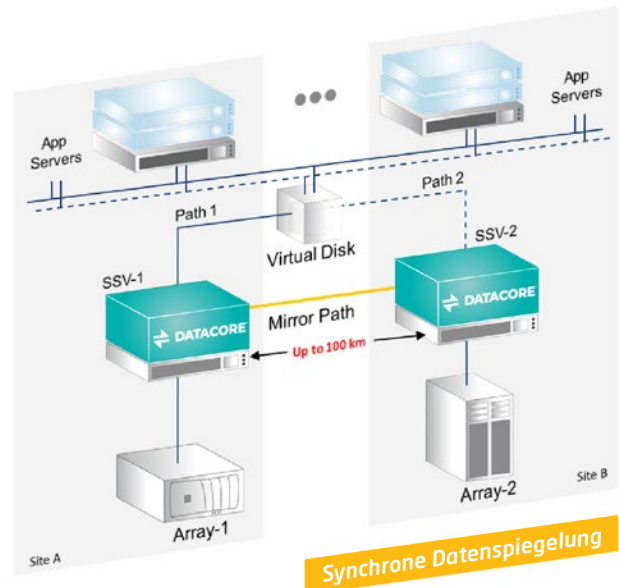 App
Servers
App
Servers
Path 1
Path 2
Virtual Disk
SSV-1
SSV-2
DATACORE
DATACORE
Mirror Path
Up to 100 km
Array-1
Array-2
Site A
Site B
Synchrone Datenspiegelung